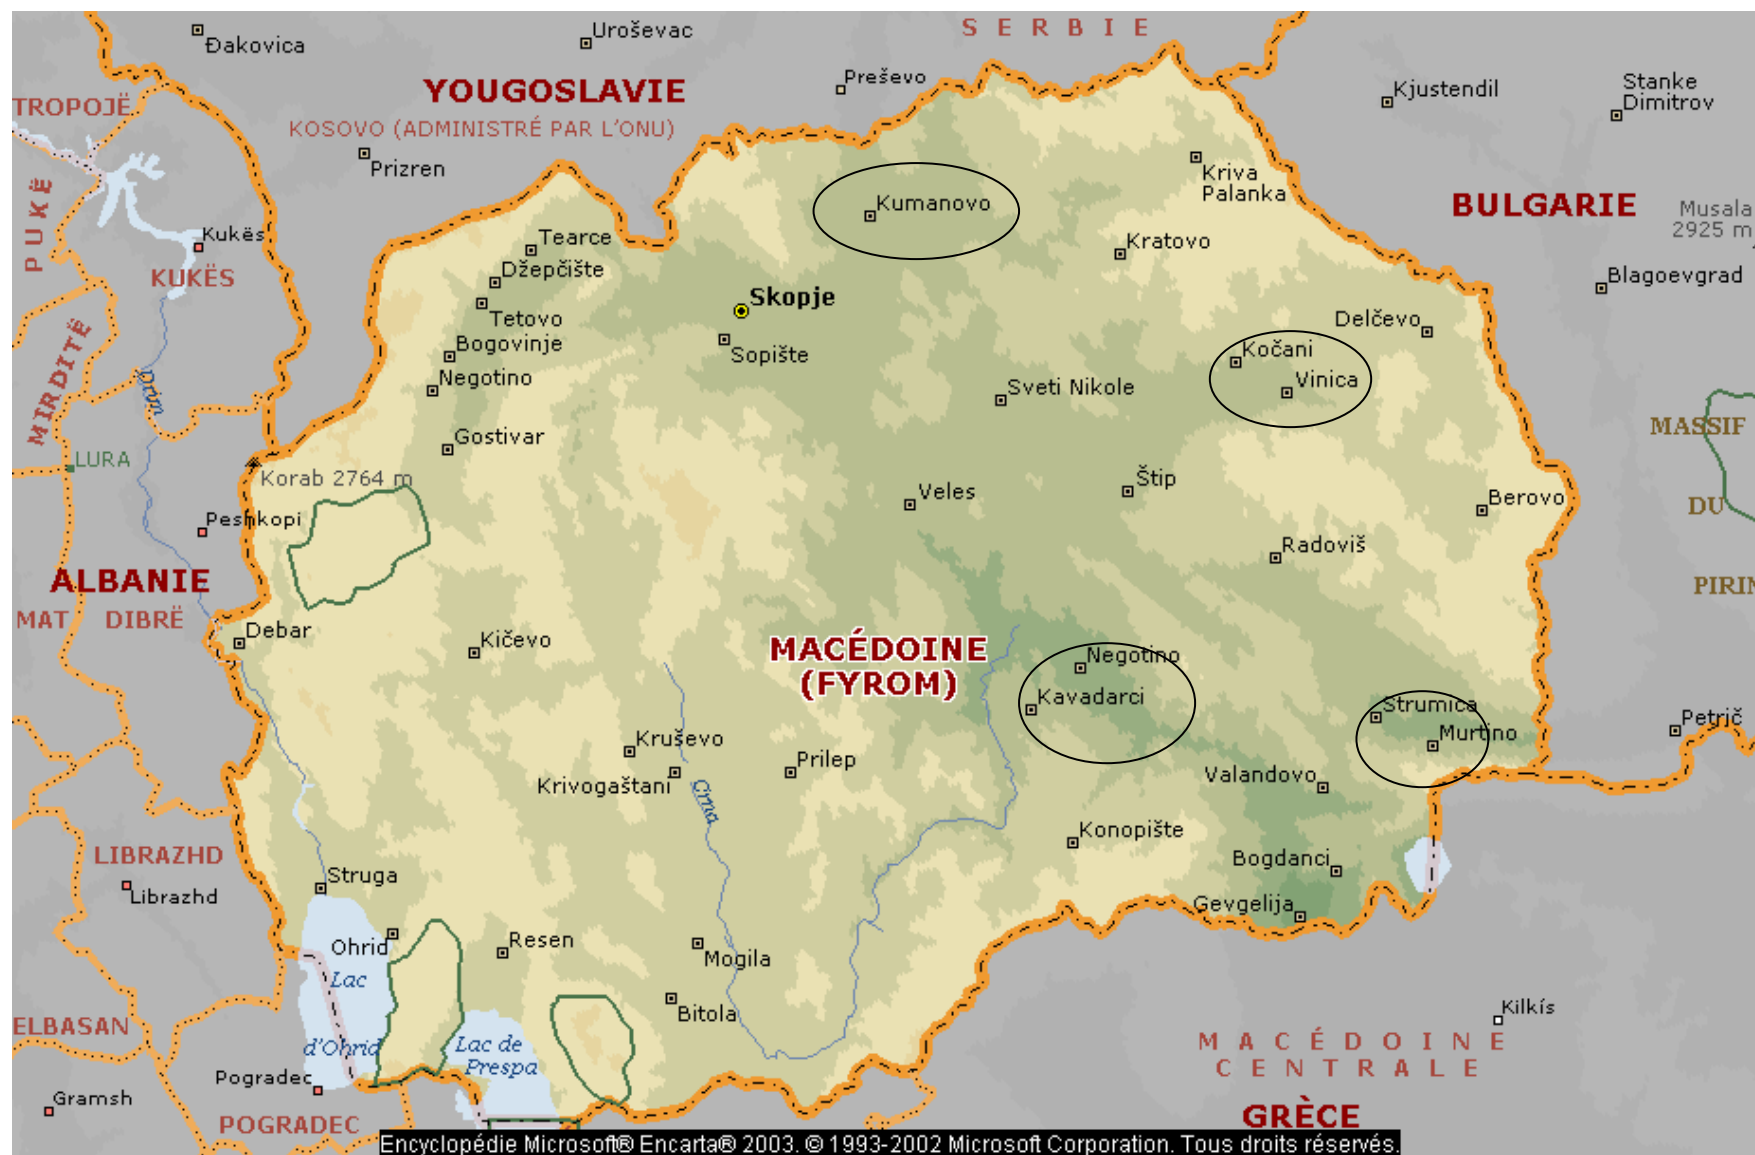 SERBIE
Đakovica
Uroševac
YOUGOSLAVIE
Preševo
Kjustendil
Stanke
Dimitrov
TROPOJË
KOSOVO (ADMINISTRÉ PAR L'ONU)
Prizren
Kriva
Palanka
PUKË
Kumanovo
BULGARIE
Musala
2925 m
Kukës
KUKËS
Tearce
Kratovo
Džepčište
Blagoevgrad
Skopje
Tetovo
Delčevo
MIRDITË
Bogovinje
Sopište
Kočani
Drim
Negotino
Sveti Nikole
Vinica
MASSIF
Gostivar
LURA
Korab 2764 m
Veles
Štip
Berovo
DU
Peshkopi
Radoviš
ALBANIE
PIRIN
MAT
DIBRË
Debar
Kičevo
MACÉDOINE
(FYROM)
Negotino
Kavadarci
Strumica
Murtino
Petrič
Kruševo
Prilep
Krivogaštani
Crna
Valandovo
Konopište
LIBRAZHD
Librazhd
Bogdanci
Struga
Gevgelija
Ohrid
Resen
Mogila
Lac
d'Ohrid
Bitola
Kilkís
ELBASAN
Lac de
Prespa
MACÉDOINE
CENTRALE
Pogradec
Gramsh
POGRADEC
GRÈCE
Encyclopédie Microsoft® Encarta® 2003. © 1993-2002 Microsoft Corporation. Tous droits réservés.